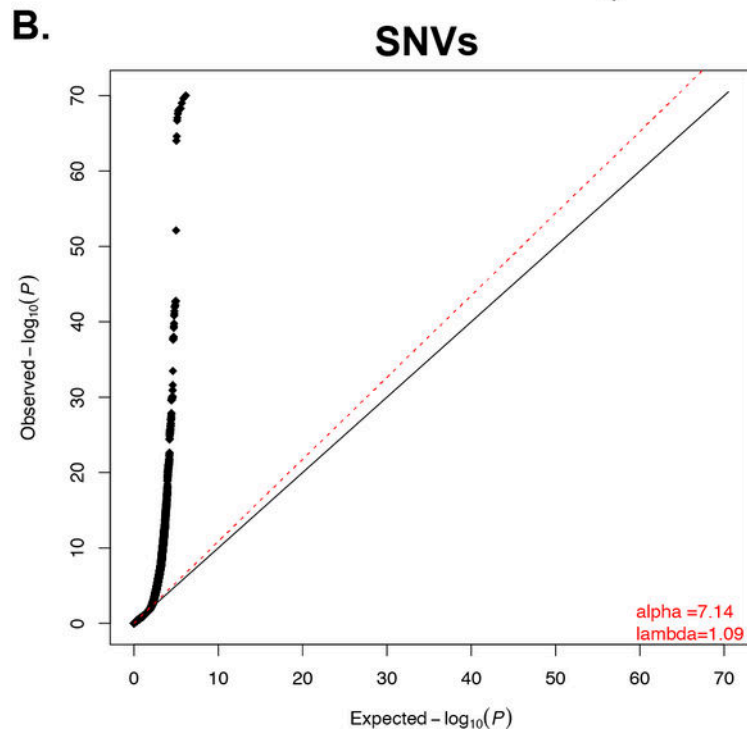 B.
SNVs
70
60
50
40
30
20
10
0
Observed −log10(P)
alpha =7.14
lambda=1.09
0 10 20 30 40 50 60 70
Expected −log10(P)